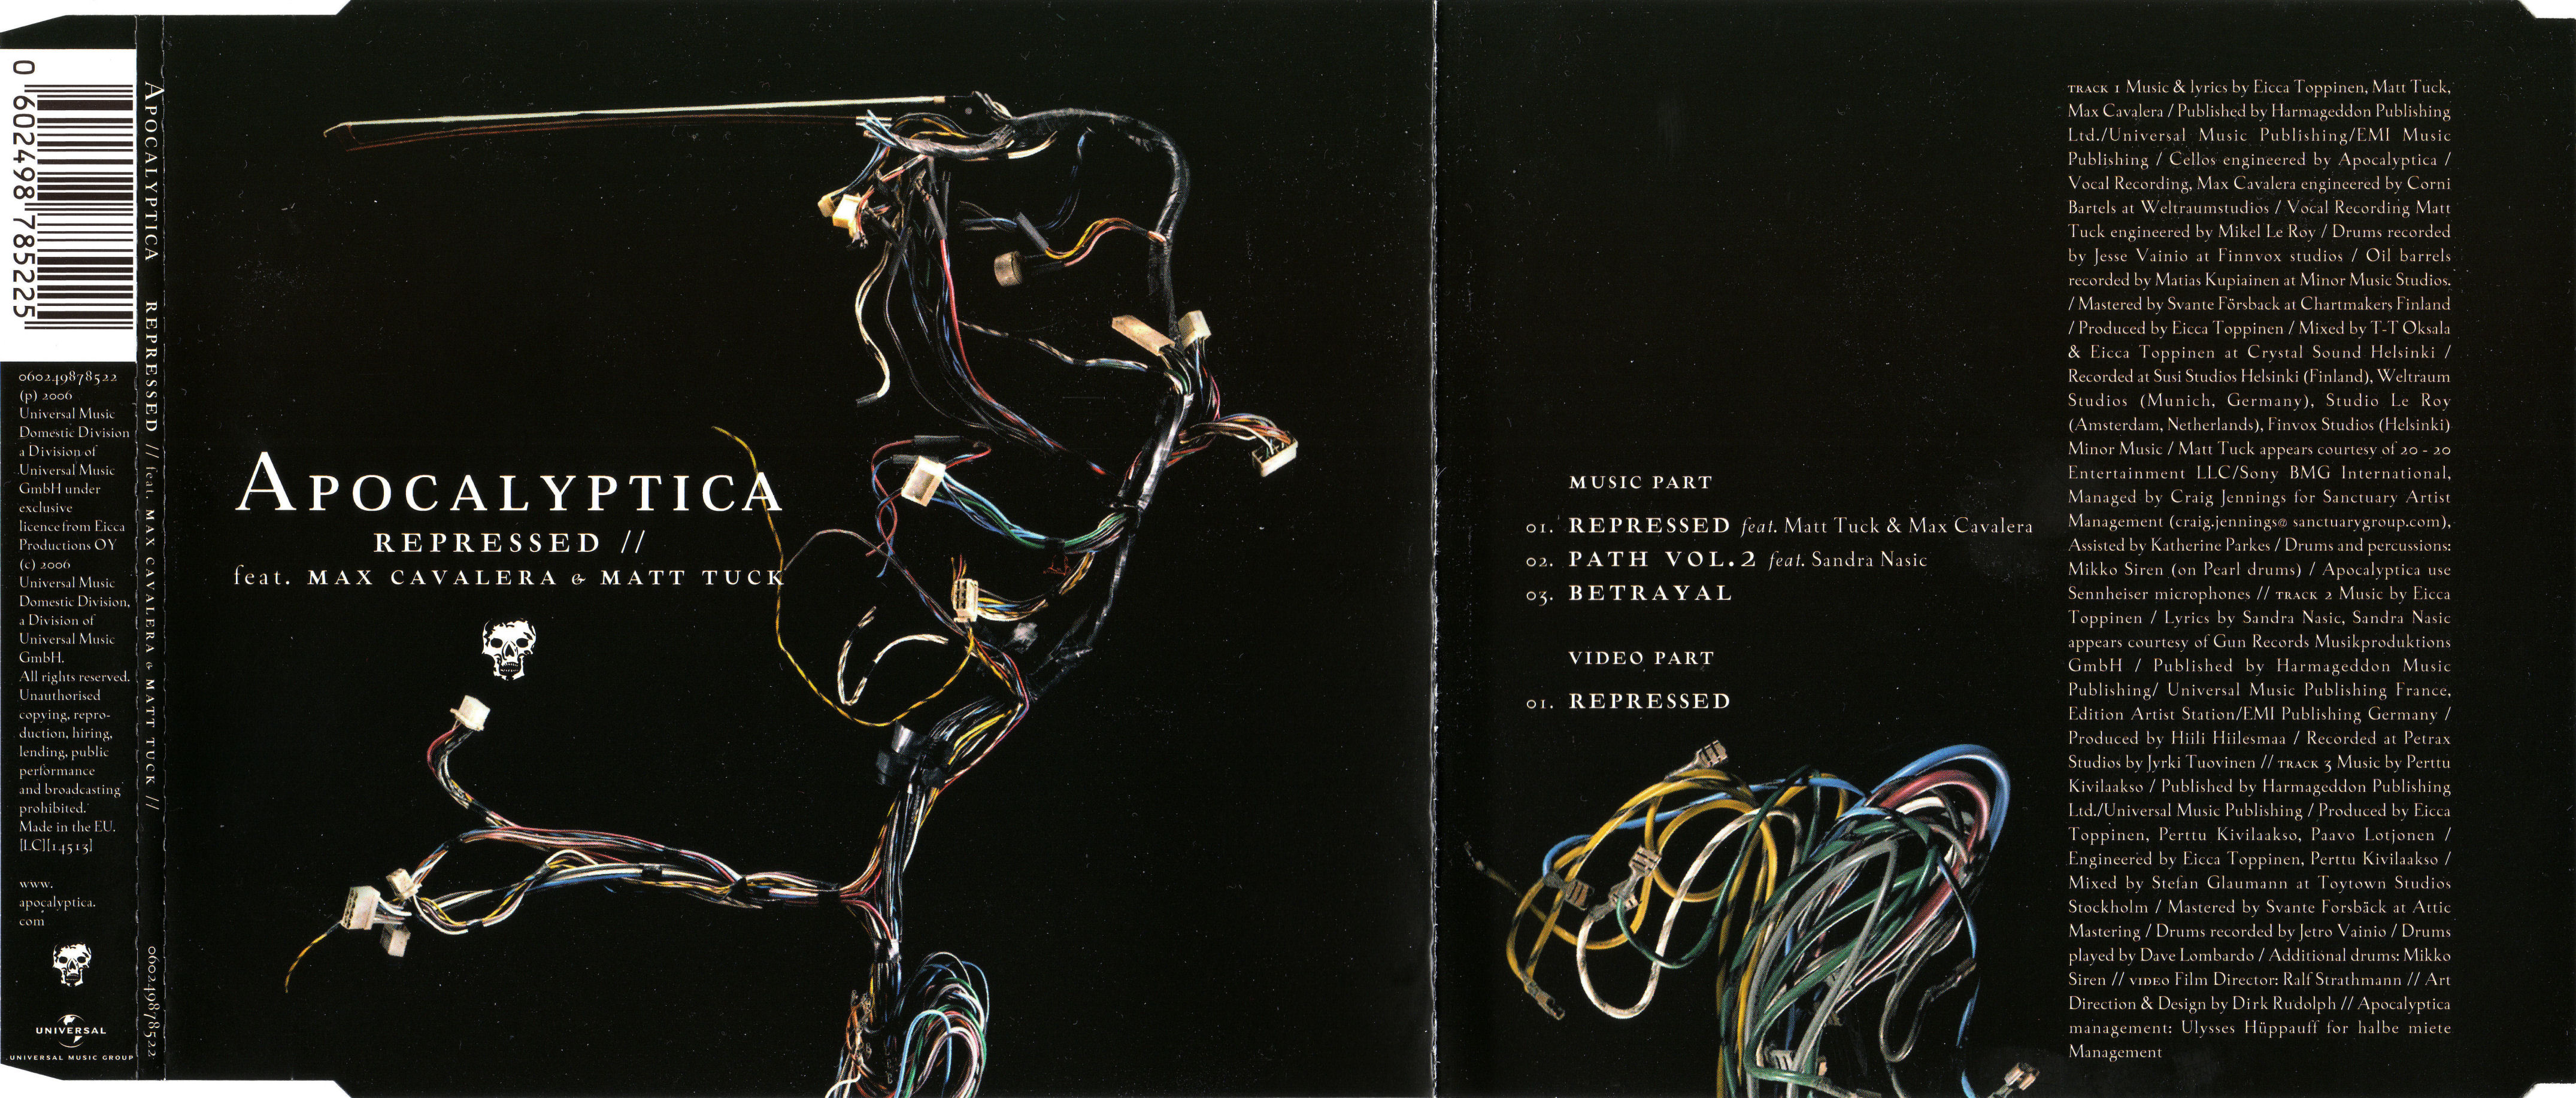 0 602498 785225
060249878522
(p) 2006
Universal Music
Domestic Division
a Division of
Universal Music
GmbH under
exclusive
licence from Eicca
Productions OY
(c) 2006
Universal Music
Domestic Division,
a Division of
Universal Music
GmbH.
All rights reserved.
Unauthorised
copying, repro-
duction, hiring,
lending, public
performance
and broadcasting
prohibited.
Made in the EU.
[LC][14513]
www.
apocalyptica.
com
UNIVERSAL
UNIVERSAL MUSIC GROUP
APOCALYPTICA REPRESSED // feat. MAX CAVALERA & MATT TUCK // 060249878522
APOCALYPTICA
REPRESSED //
feat. MAX CAVALERA & MATT TUCK
MUSIC PART
01. REPRESSED feat. Matt Tuck & Max Cavalera
02. PATH VOL.2 feat. Sandra Nasic
03. BETRAYAL
VIDEO PART
01. REPRESSED
TRACK 1 Music & lyrics by Eicca Toppinen, Matt Tuck,
Max Cavalera / Published by Harmageddon Publishing
Ltd./Universal Music Publishing/EMI Music
Publishing / Cellos engineered by Apocalyptica /
Vocal Recording, Max Cavalera engineered by Corni
Bartels at Weltraumstudios / Vocal Recording Matt
Tuck engineered by Mikel Le Roy / Drums recorded
by Jesse Vainio at Finnvox studios / Oil barrels
recorded by Matias Kupiainen at Minor Music Studios.
/ Mastered by Svante Försback at Chartmakers Finland
/ Produced by Eicca Toppinen / Mixed by T-T Oksala
& Eicca Toppinen at Crystal Sound Helsinki /
Recorded at Susi Studios Helsinki (Finland), Weltraum
Studios (Munich, Germany), Studio Le Roy
(Amsterdam, Netherlands), Finvox Studios (Helsinki)
Minor Music / Matt Tuck appears courtesy of 20 - 20
Entertainment LLC/Sony BMG International,
Managed by Craig Jennings for Sanctuary Artist
Management (craig.jennings@ sanctuarygroup.com),
Assisted by Katherine Parkes / Drums and percussions:
Mikko Siren (on Pearl drums) / Apocalyptica use
Sennheiser microphones // TRACK 2 Music by Eicca
Toppinen / Lyrics by Sandra Nasic, Sandra Nasic
appears courtesy of Gun Records Musikproduktions
GmbH / Published by Harmageddon Music
Publishing/ Universal Music Publishing France,
Edition Artist Station/EMI Publishing Germany /
Produced by Hiili Hiilesmaa / Recorded at Petrax
Studios by Jyrki Tuovinen // TRACK 3 Music by Perttu
Kivilaakso / Published by Harmageddon Publishing
Ltd./Universal Music Publishing / Produced by Eicca
Toppinen, Perttu Kivilaakso, Paavo Lotjonen /
Engineered by Eicca Toppinen, Perttu Kivilaakso /
Mixed by Stefan Glaumann at Toytown Studios
Stockholm / Mastered by Svante Forsbäck at Attic
Mastering / Drums recorded by Jetro Vainio / Drums
played by Dave Lombardo / Additional drums: Mikko
Siren // VIDEO Film Director: Ralf Strathmann // Art
Direction & Design by Dirk Rudolph // Apocalyptica
management: Ulysses Hüppauff for halbe miete
Management